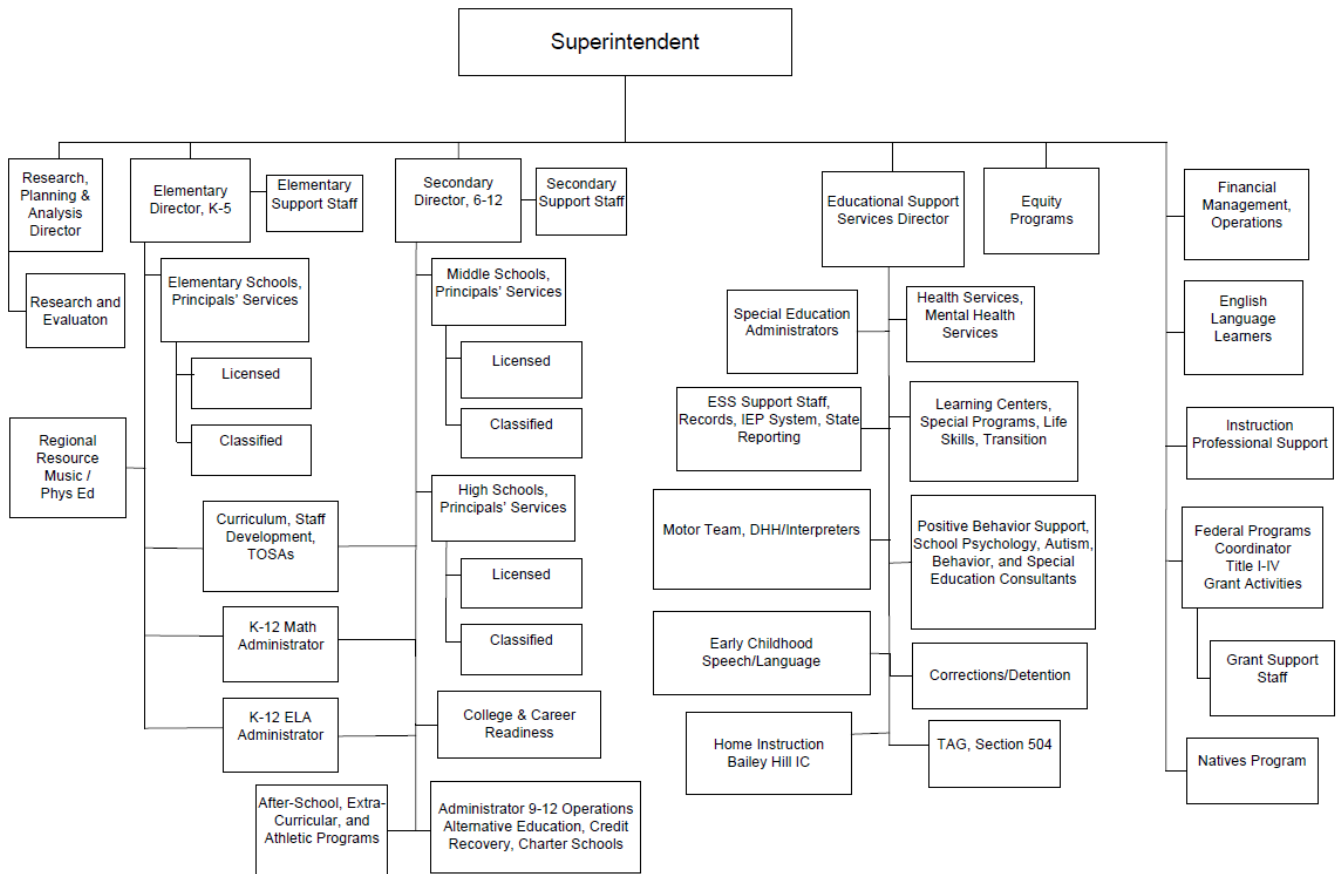 Superintendent
Research,
Planning &
Analysis
Director
Elementary
Director, K-5
Elementary
Support Staff
Secondary
Director, 6-12
Secondary
Support Staff
Educational Support
Services Director
Equity
Programs
Financial
Management,
Operations
Research and
Evaluaton
Elementary Schools,
Principals' Services
Licensed
Classified
Middle Schools,
Principals' Services
Licensed
Classified
Special Education
Administrators
Health Services,
Mental Health
Services
English
Language
Learners
ESS Support Staff,
Records, IEP System, State
Reporting
Learning Centers,
Special Programs, Life
Skills, Transition
Instruction
Professional Support
Regional
Resource
Music /
Phys Ed
Curriculum, Staff
Development,
TOSAs
High Schools,
Principals' Services
Licensed
Classified
Motor Team, DHH/Interpreters
Positive Behavior Support,
School Psychology, Autism,
Behavior, and Special
Education Consultants
Federal Programs
Coordinator
Title I-IV
Grant Activities
K-12 Math
Administrator
Early Childhood
Speech/Language
Corrections/Detention
Grant Support
Staff
K-12 ELA
Administrator
College & Career
Readiness
Home Instruction
Bailey Hill IC
TAG, Section 504
Natives Program
After-School, Extra-
Curricular, and
Athletic Programs
Administrator 9-12 Operations
Alternative Education, Credit
Recovery, Charter Schools